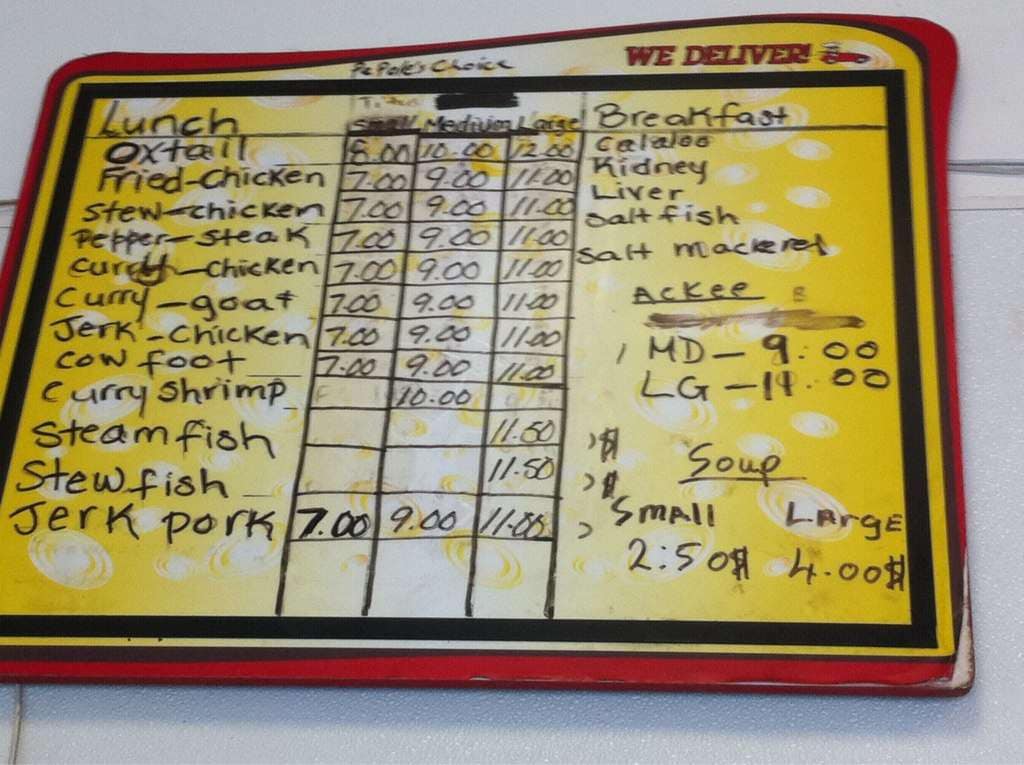 WE DELIVER!
PePole's Choice
Lunch Small Medium Large
Oxtail 8.00 10.00 12.00
Fried-Chicken 7.00 9.00 11.00
Stew-chicken 7.00 9.00 11.00
Pepper-Steak 7.00 9.00 11.00
Curry-chicken 7.00 9.00 11.00
Curry-goat 7.00 9.00 11.00
Jerk-Chicken 7.00 9.00 11.00
Cow foot 7.00 9.00 11.00
Curry Shrimp 10.00
Steam fish 11.50
Stew fish 11.50
Jerk pork 7.00 9.00 11.00
Breakfast
Calaloo
Kidney
Liver
Salt fish
Salt mackerel
Ackee
MD - 9.00
LG - 11.00
Soup
Small Large
2:50$ 4.00$